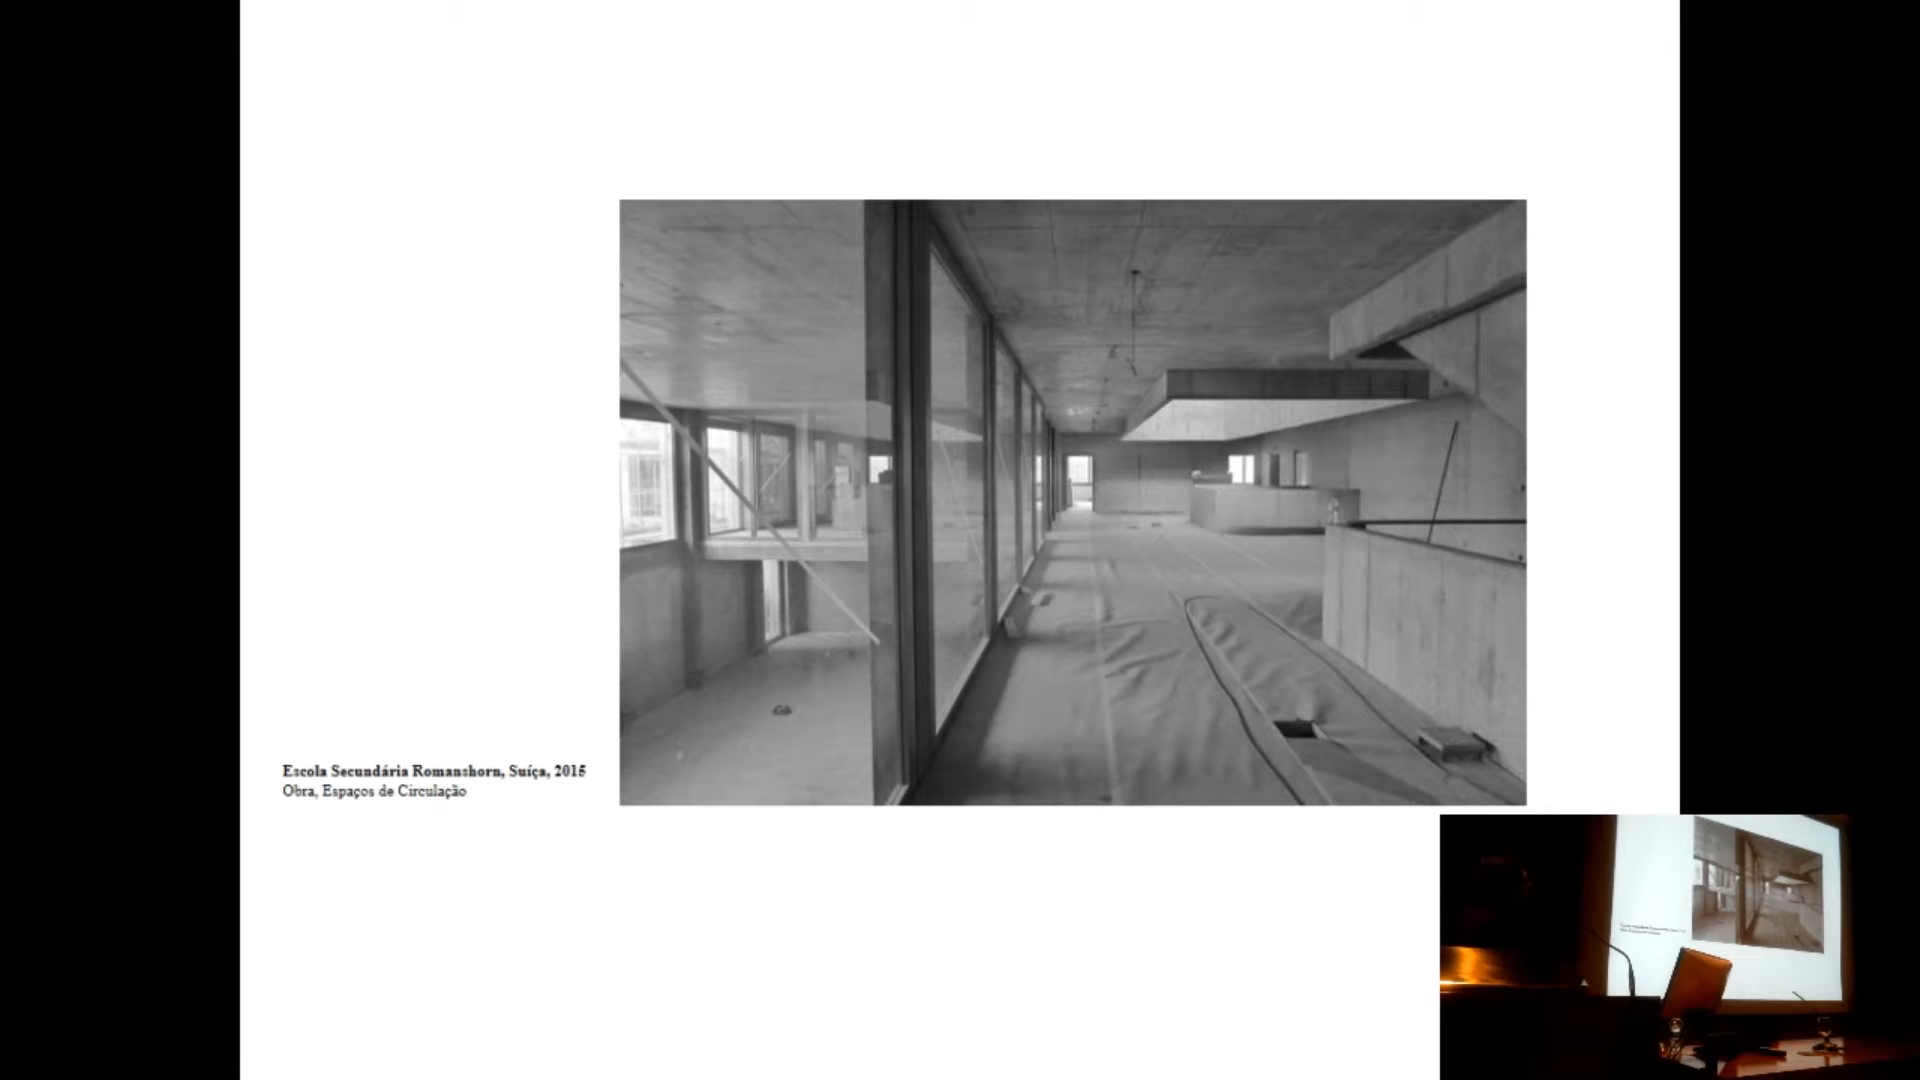 Escola Secundária Romanshorn, Suíça, 2015
Obra, Espaços de Circulação